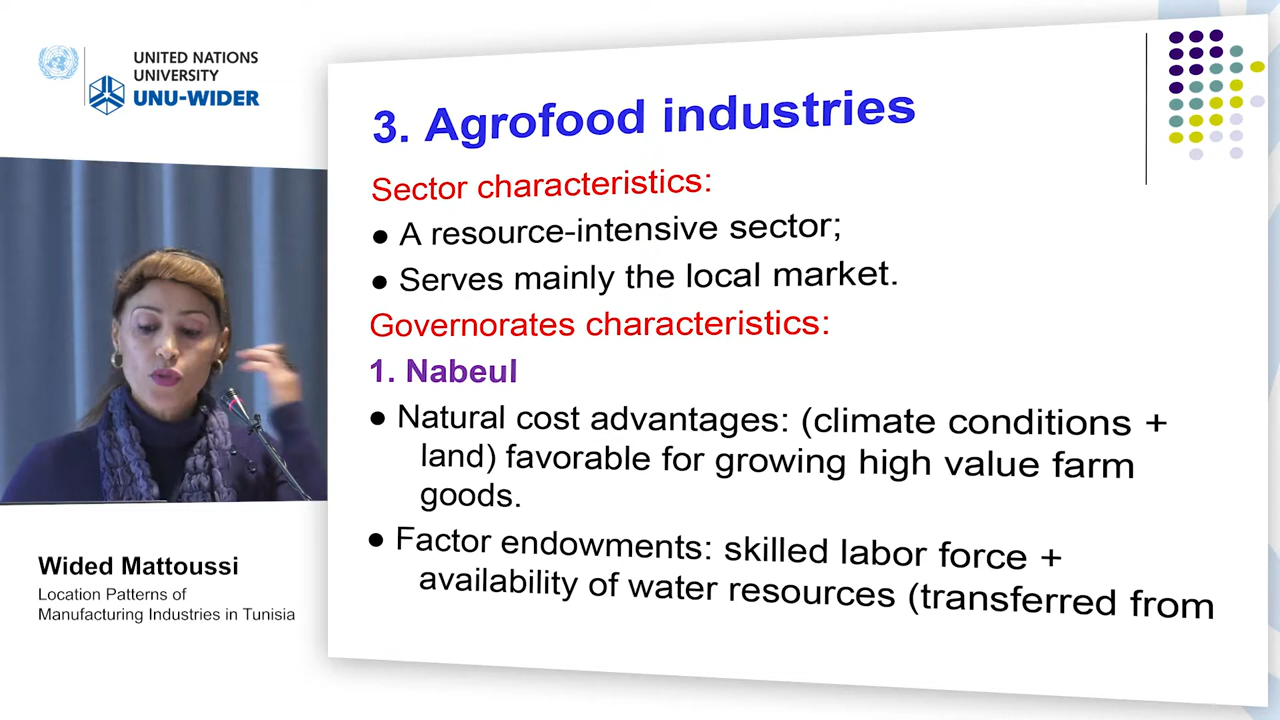 UNITED NATIONS
UNIVERSITY
UNU-WIDER
3. Agrofood industries
Sector characteristics:
● A resource-intensive sector;
● Serves mainly the local market.
Governorates characteristics:
1. Nabeul
● Natural cost advantages: (climate conditions +
land) favorable for growing high value farm
goods.
● Factor endowments: skilled labor force +
availability of water resources (transferred from
Wided Mattoussi
Location Patterns of
Manufacturing Industries in Tunisia